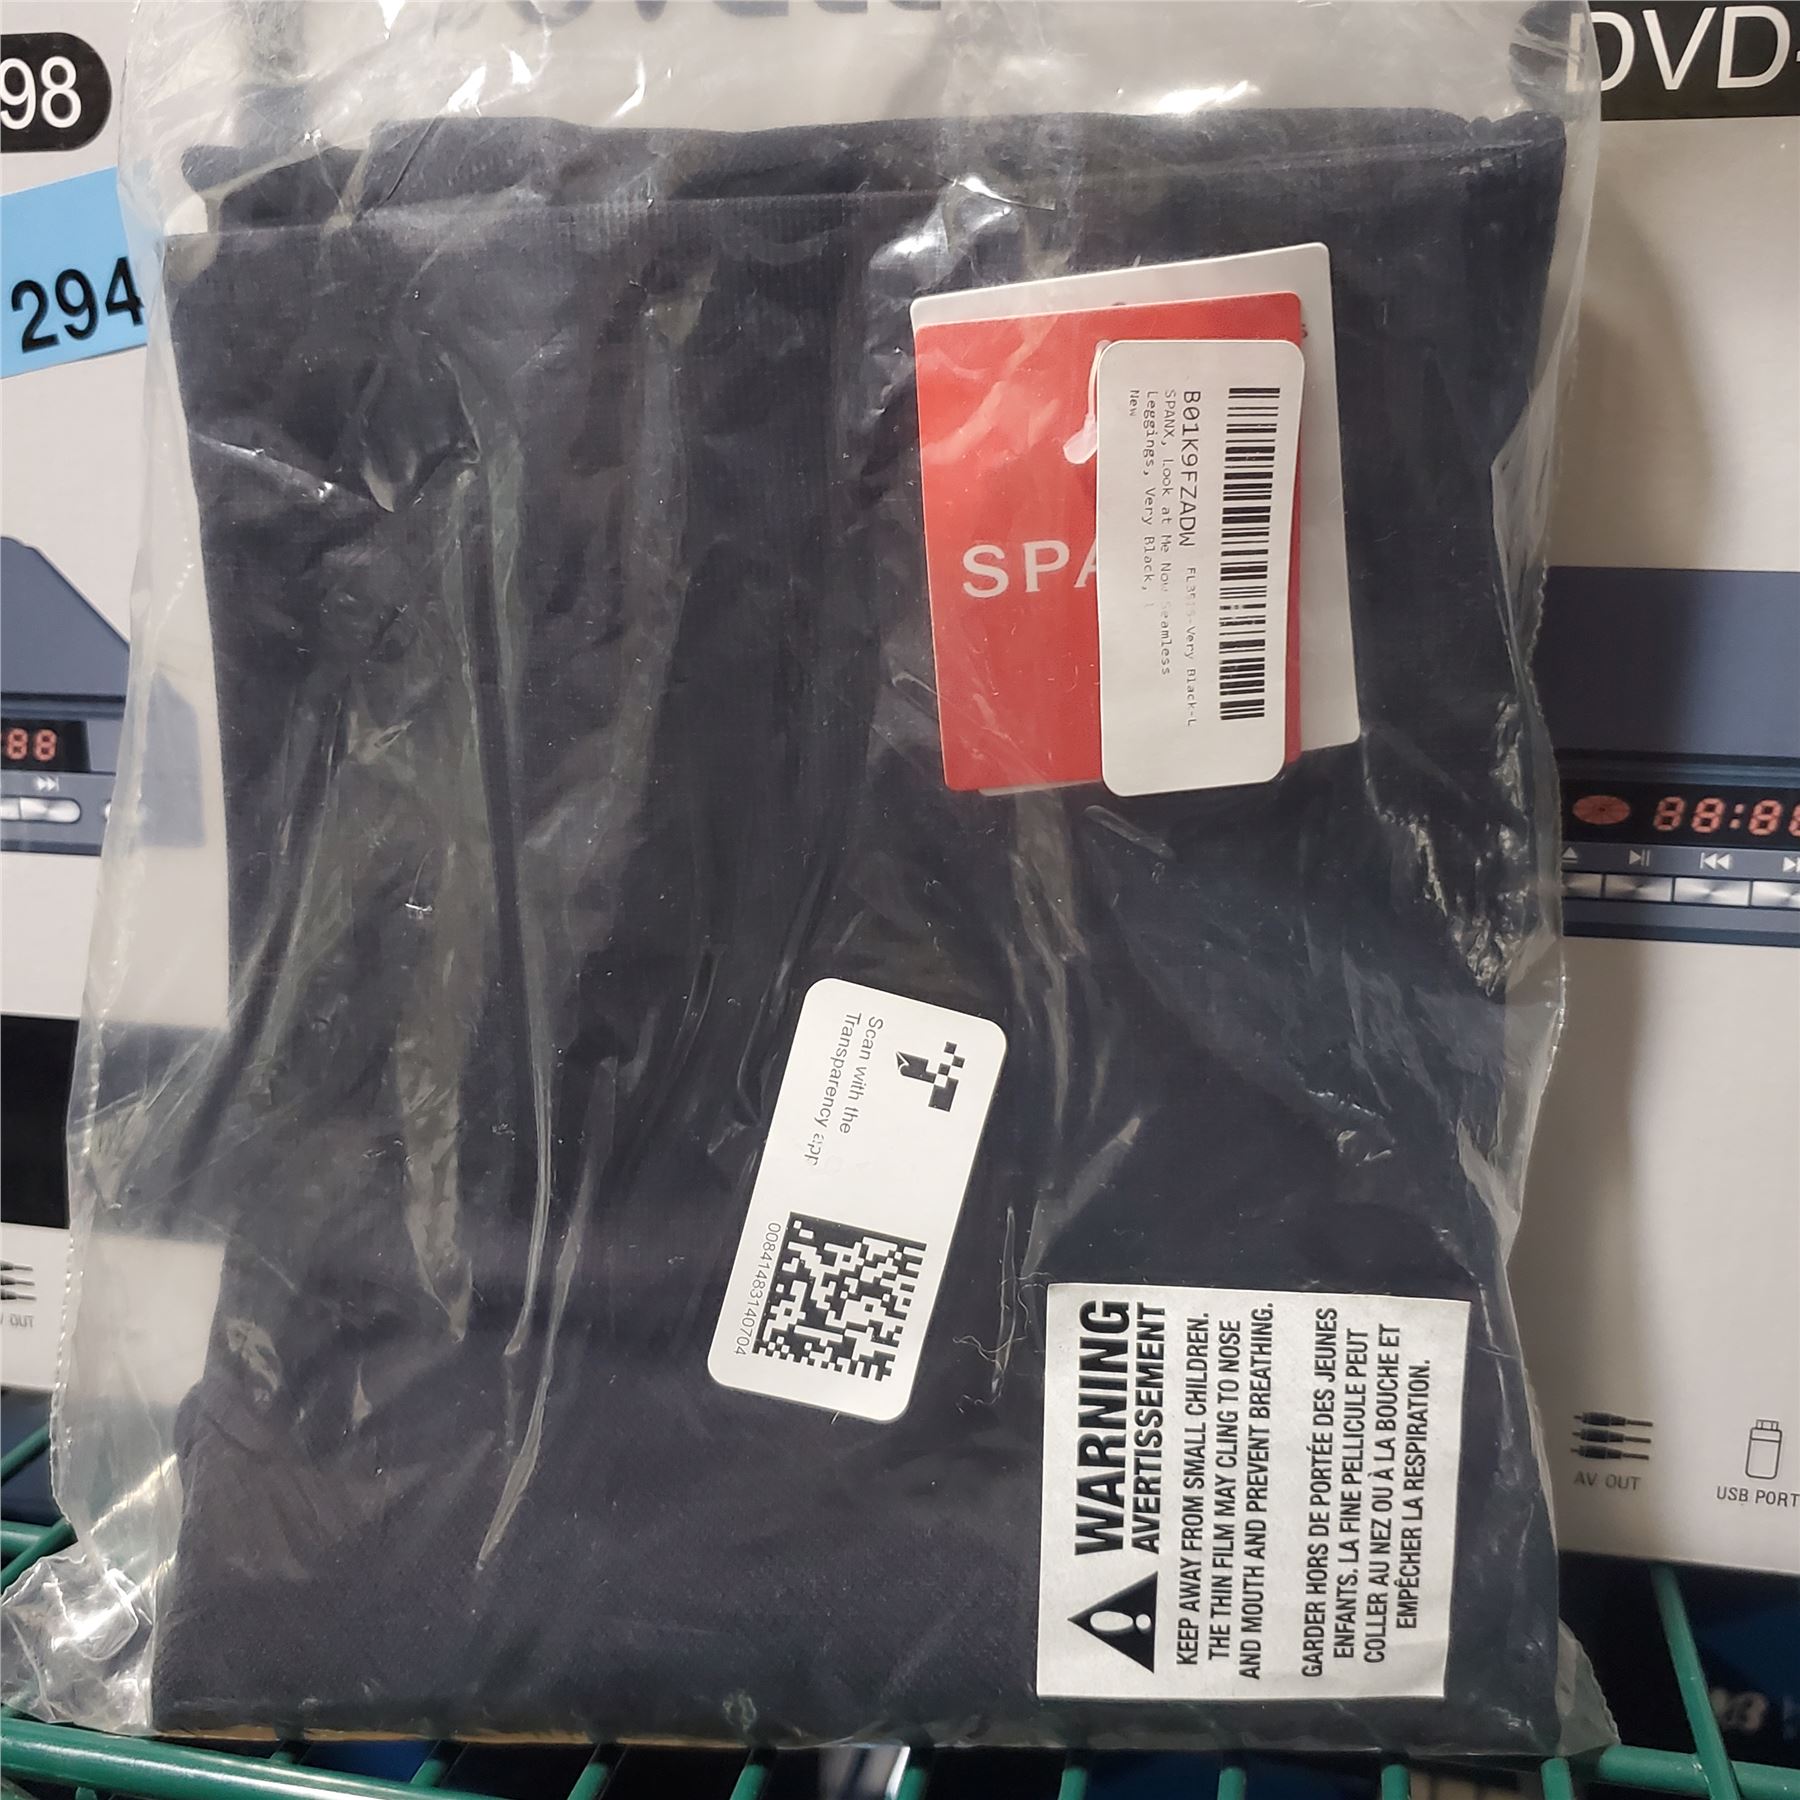 98
DVD-
294
SPA
B01K9FZADW FL3515-Very Black-L
SPANX, Look at Me Now Seamless
Leggings, Very Black,
New
88
88:88
Scan with the
Transparency app
00841483140704
WARNING
AVERTISSEMENT
KEEP AWAY FROM SMALL CHILDREN.
THE THIN FILM MAY CLING TO NOSE
AND MOUTH AND PREVENT BREATHING.
GARDER HORS DE PORTÉE DES JEUNES
ENFANTS. LA FINE PELLICULE PEUT
COLLER AU NEZ OU À LA BOUCHE ET
EMPÊCHER LA RESPIRATION.
OUT
AV OUT
USB PORT